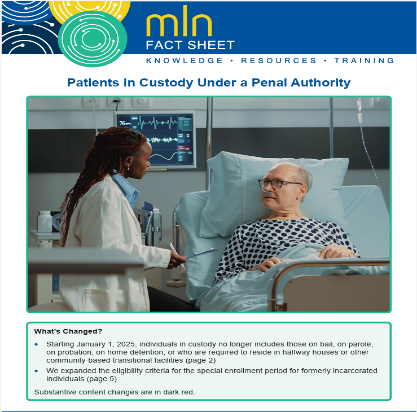 mln
FACT SHEET
KNOWLEDGE • RESOURCES • TRAINING
Patients In Custody Under a Penal Authority
What's Changed?
• Starting January 1, 2025, individuals in custody no longer includes those on bail, on parole,
on probation, on home detention, or who are required to reside in hallway houses or other
community-based transitional facilities (page 2)
• We expanded the eligibility criteria for the special enrollment period for formerly incarcerated
individuals (page 5)
Substantive content changes are in dark red.